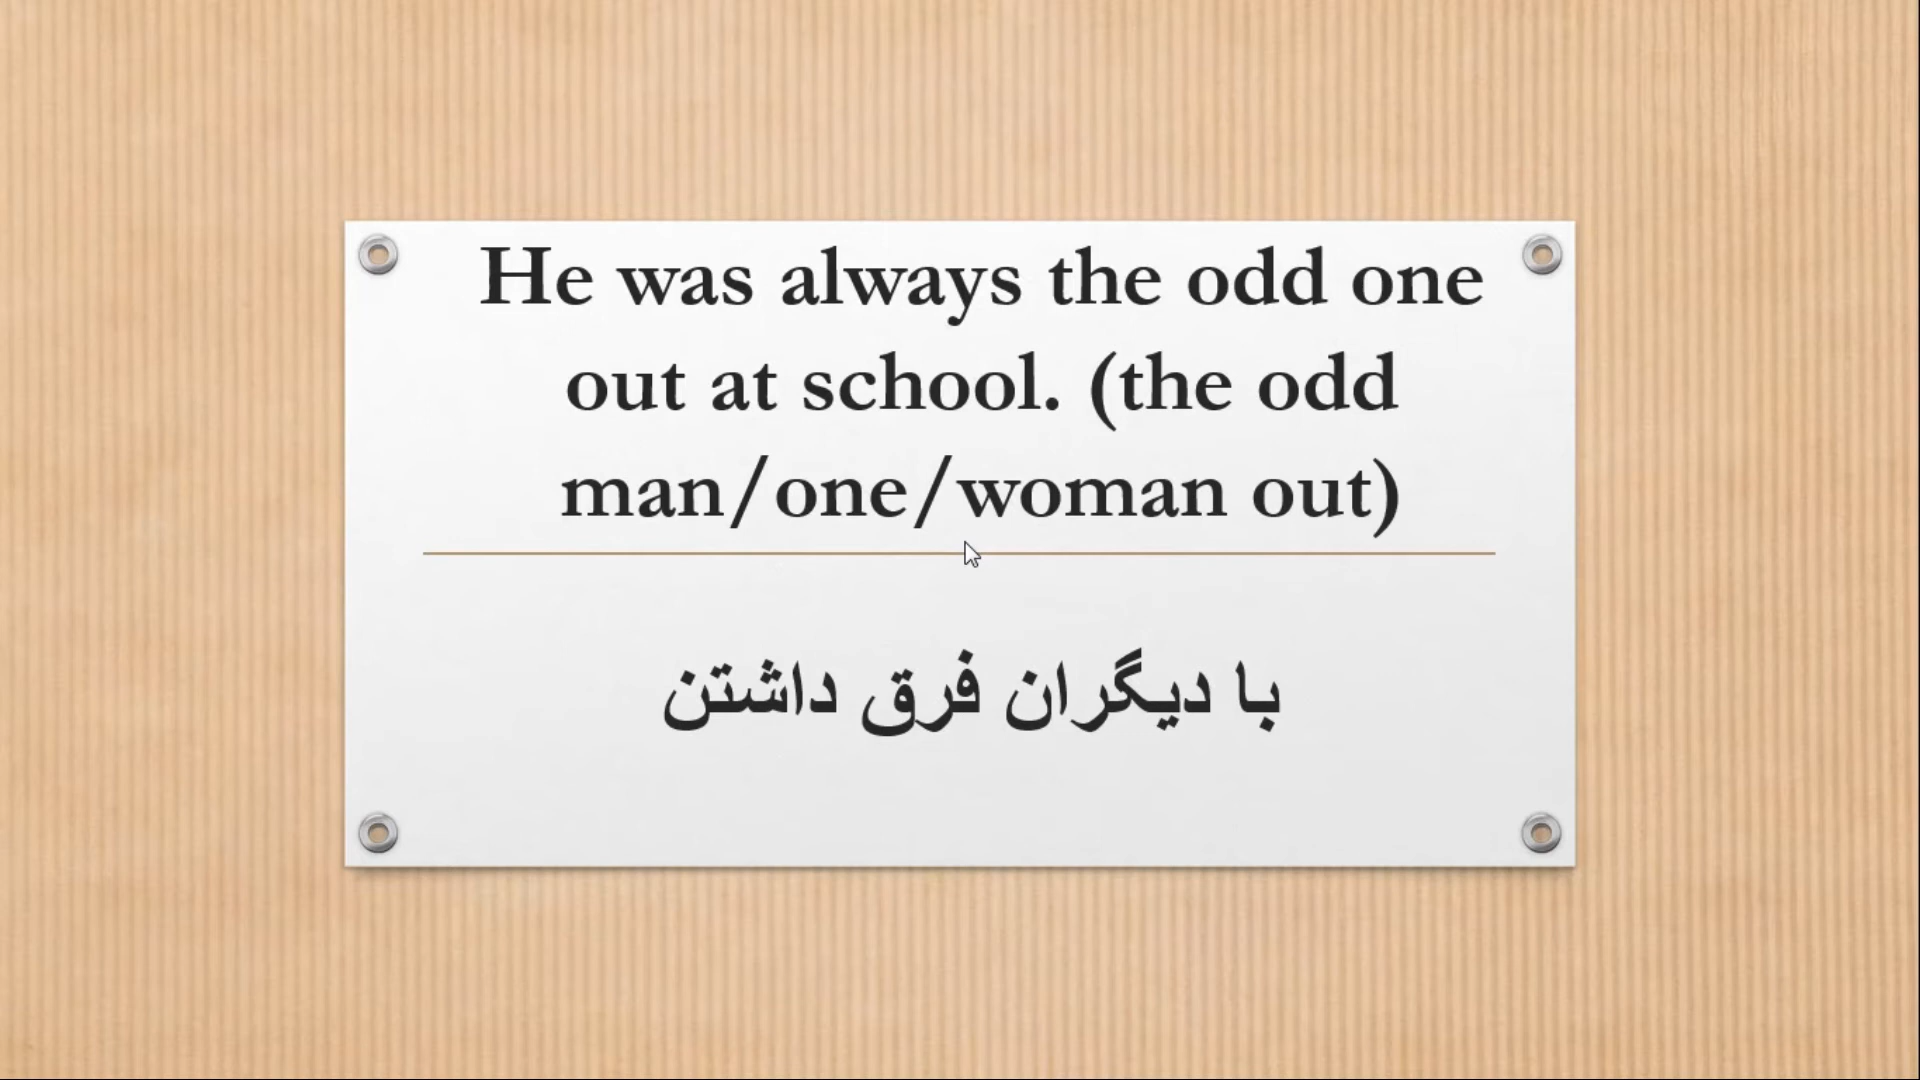 He was always the odd one
out at school. (the odd
man/one/woman out)
با دیگران فرق داشتن